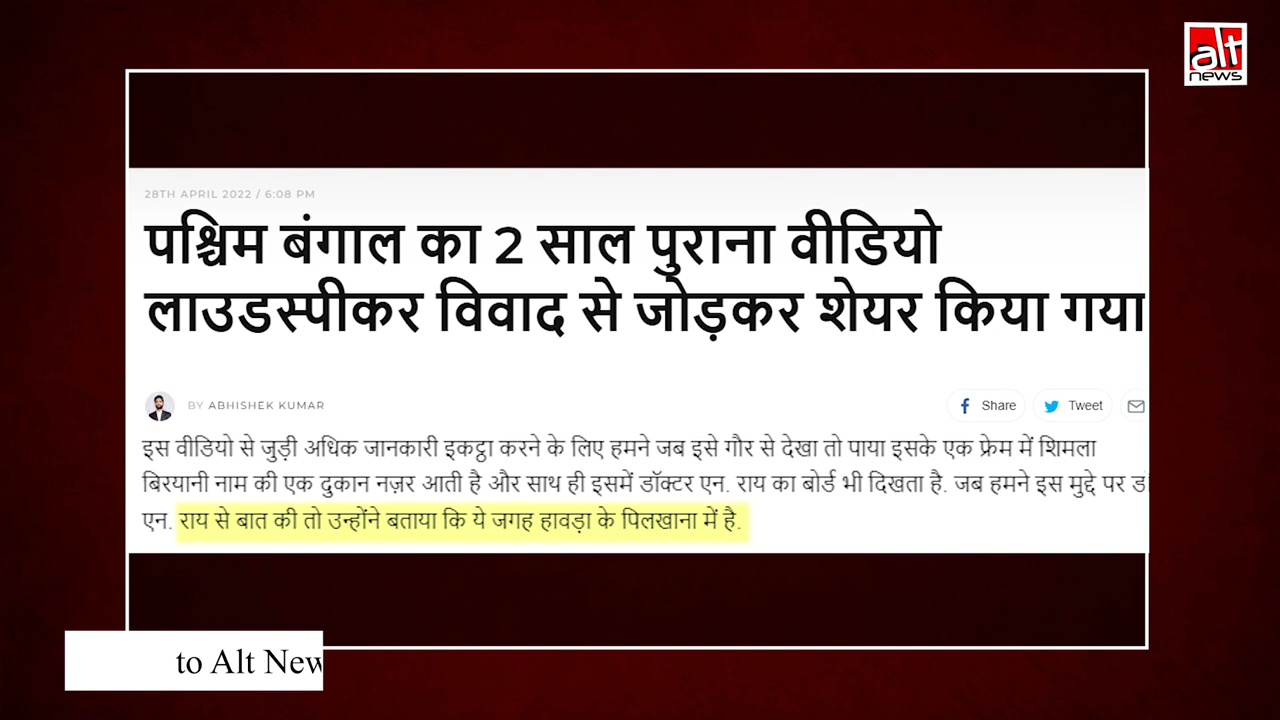 alt
news
28TH APRIL 2022 / 6:08 PM
पश्चिम बंगाल का 2 साल पुराना वीडियो
लाउडस्पीकर विवाद से जोड़कर शेयर किया गया
BY ABHISHEK KUMAR
Share
Tweet
इस वीडियो से जुड़ी अधिक जानकारी इकट्ठा करने के लिए हमने जब इसे गौर से देखा तो पाया इसके एक फ़्रेम में शिमला
बिरयानी नाम की एक दुकान नज़र आती है और साथ ही इसमें डॉक्टर एन. राय का बोर्ड भी दिखता है. जब हमने इस मुद्दे पर
एन. राय से बात की तो उन्होंने बताया कि ये जगह हावड़ा के पिलखाना में है.
to Alt New